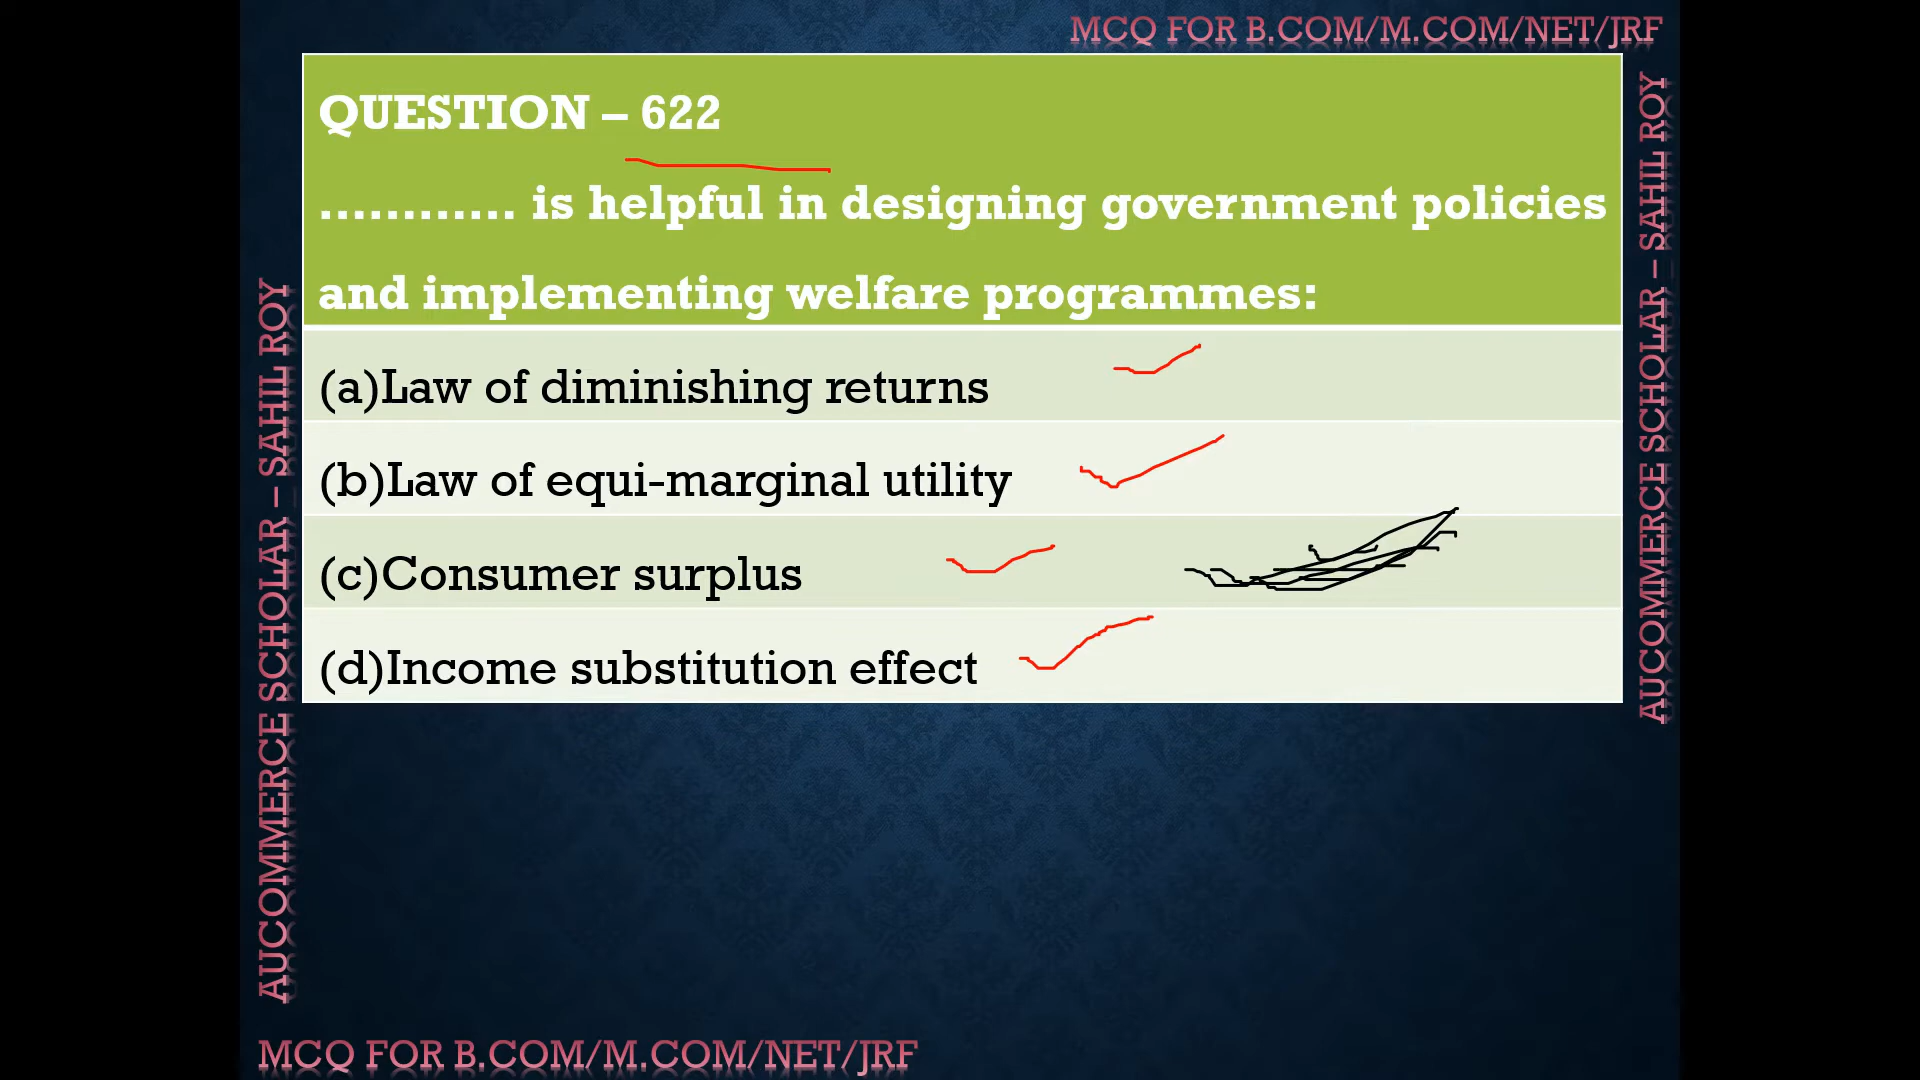 MCQ FOR B.COM/M.COM/NET/JRF
QUESTION – 622
………… is helpful in designing government policies
and implementing welfare programmes:
(a)Law of diminishing returns
(b)Law of equi-marginal utility
(c)Consumer surplus
(d)Income substitution effect
AUCOMMERCE SCHOLAR – SAHIL ROY
AUCOMMERCE SCHOLAR – SAHIL ROY
MCQ FOR B.COM/M.COM/NET/JRF